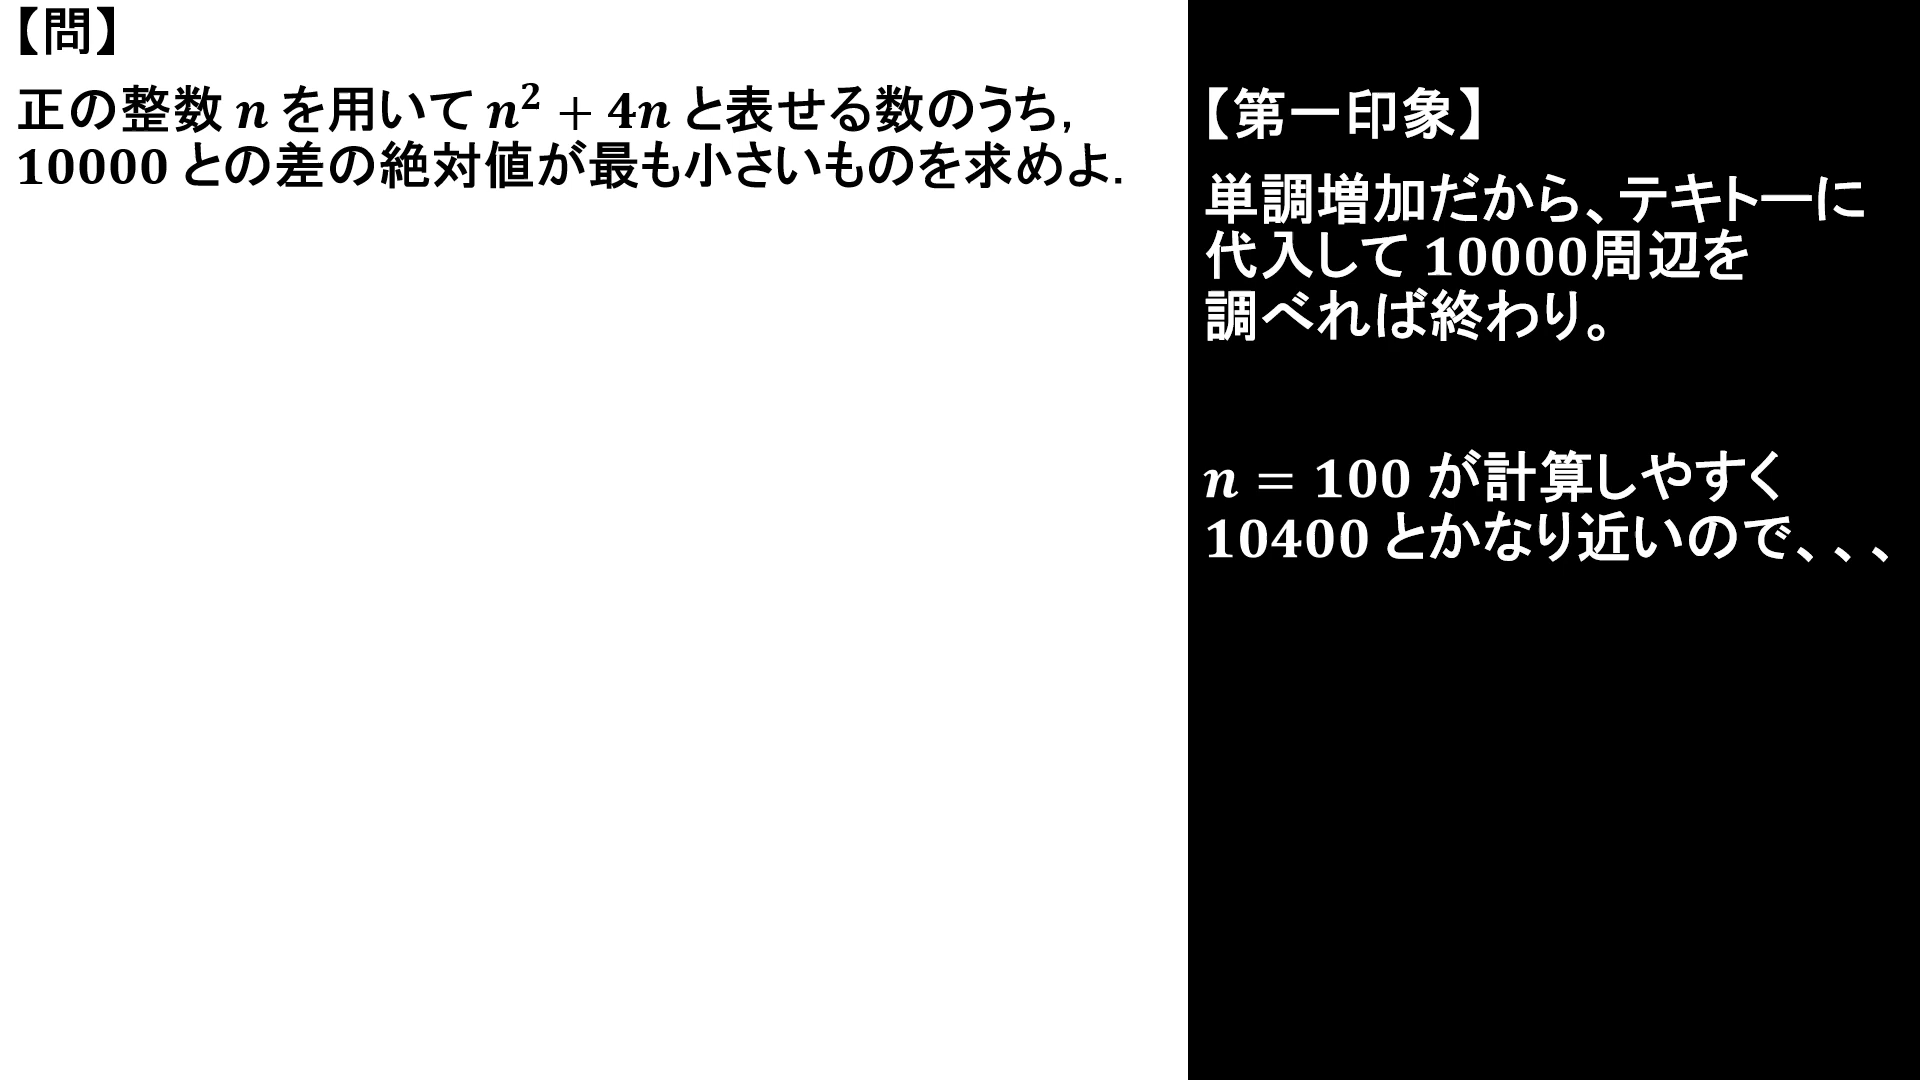 【問】
正の整数 n を用いて n² + 4n と表せる数のうち,
10000 との差の絶対値が最も小さいものを求めよ.
【第一印象】
単調増加だから、テキトーに
代入して 10000周辺を
調べれば終わり。
n = 100 が計算しやすく
10400 とかなり近いので、、、